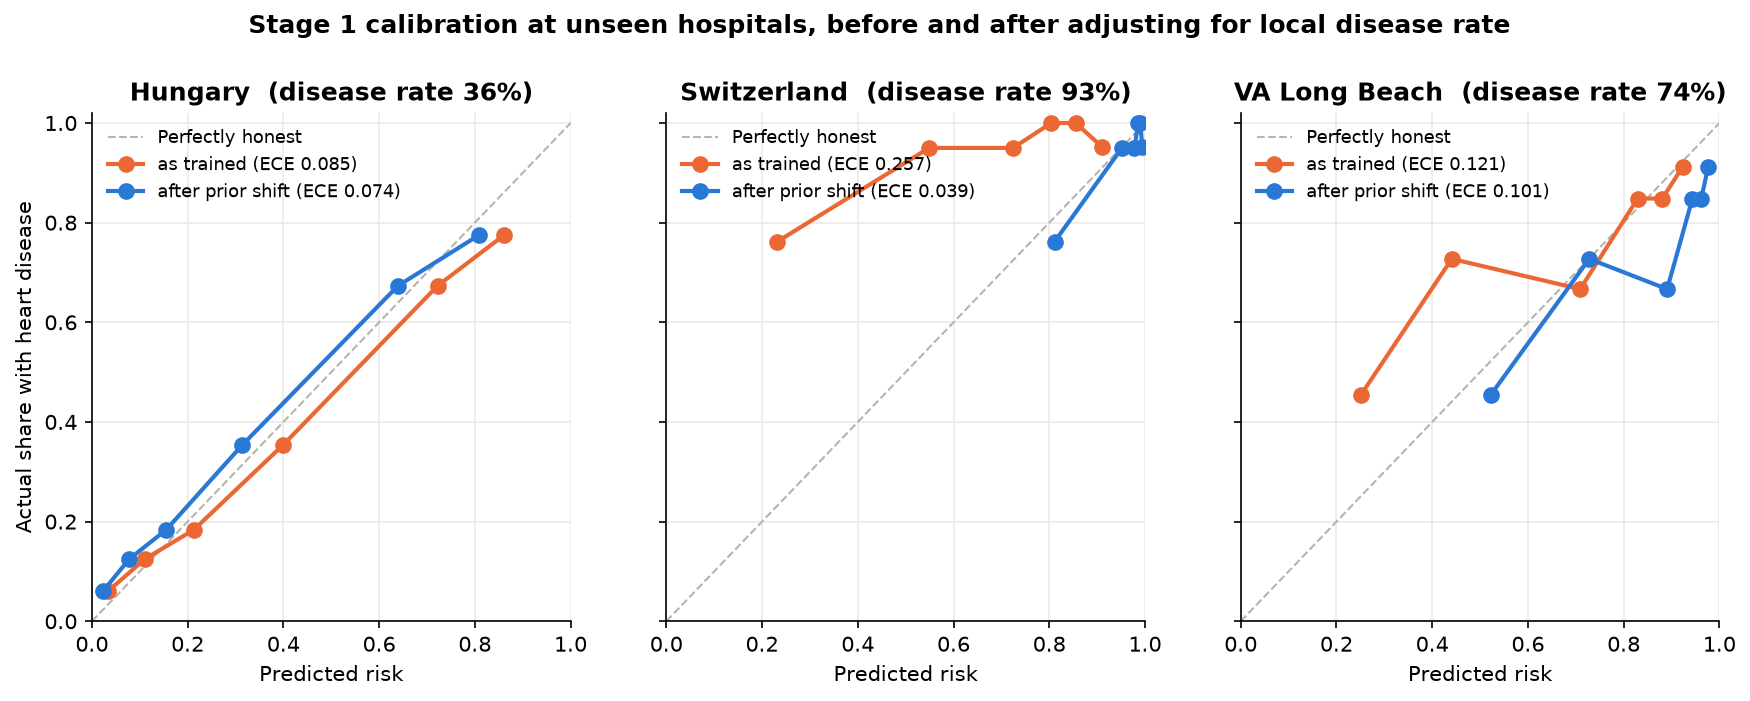 Stage 1 calibration at unseen hospitals, before and after adjusting for local disease rate
Hungary (disease rate 36%)
Perfectly honest
as trained (ECE 0.085)
after prior shift (ECE 0.074)
Actual share with heart disease
1.0
0.8
0.6
0.4
0.2
0.0
0.0 0.2 0.4 0.6 0.8 1.0
Predicted risk
Switzerland (disease rate 93%)
Perfectly honest
as trained (ECE 0.257)
after prior shift (ECE 0.039)
0.0 0.2 0.4 0.6 0.8 1.0
Predicted risk
VA Long Beach (disease rate 74%)
Perfectly honest
as trained (ECE 0.121)
after prior shift (ECE 0.101)
0.0 0.2 0.4 0.6 0.8 1.0
Predicted risk